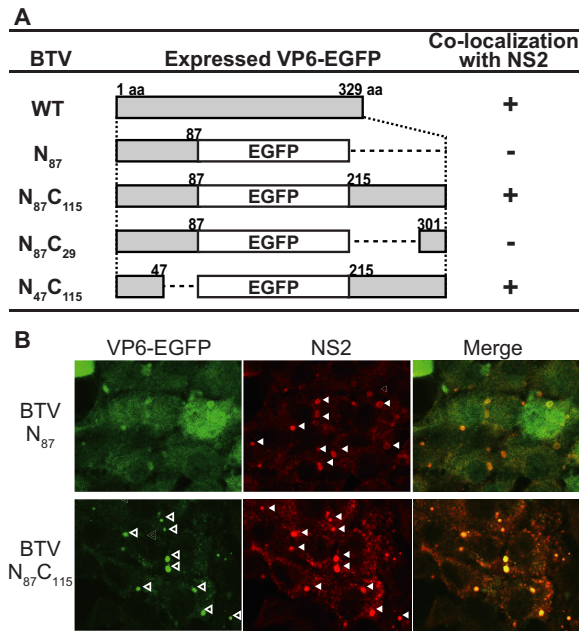 A
BTV Expressed VP6-EGFP Co-localization with NS2
1 aa 329 aa
WT +
87
N87 EGFP -
87 215
N87C115 EGFP +
87 301
N87C29 EGFP -
47 215
N47C115 EGFP +
B
VP6-EGFP NS2 Merge
BTV N87
BTV N87C115